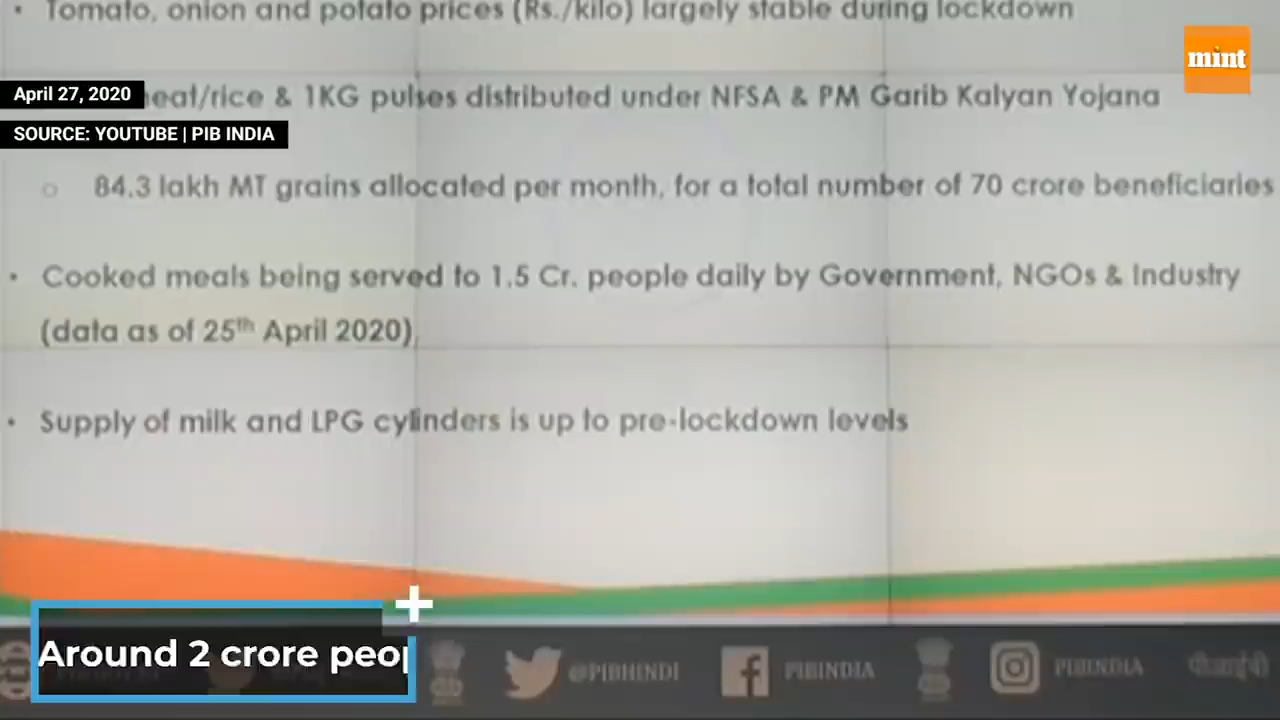 • Tomato, onion and potato prices (Rs./kilo) largely stable during lockdown
mint
April 27, 2020
heat/rice & 1KG pulses distributed under NFSA & PM Garib Kalyan Yojana
SOURCE: YOUTUBE | PIB INDIA
o 84.3 lakh MT grains allocated per month, for a total number of 70 crore beneficiaries
• Cooked meals being served to 1.5 Cr. people daily by Government, NGOs & Industry
(data as of 25th April 2020),
• Supply of milk and LPG cylinders is up to pre-lockdown levels
Around 2 crore peop
@PIBHINDI
PIBINDIA
PIBINDIA